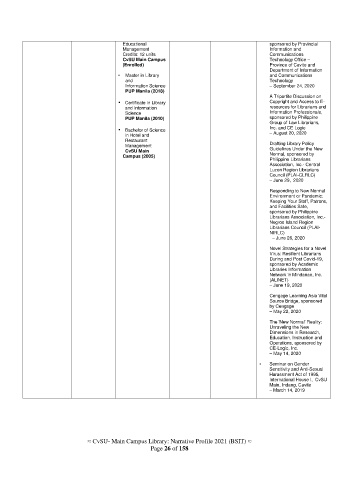 Educational
Management
Credits: 12 units
CvSU Main Campus
(Enrolled)
• Master in Library
and
Information Science
PUP Manila (2018)
• Certificate in Library
and Information
Science
PUP Manila (2010)
• Bachelor of Science
in Hotel and
Restaurant
Management
CvSU Main
Campus (2005)
sponsored by Provincial
Information and
Communications
Technology Office –
Province of Cavite and
Department of Information
and Communications
Technology
– September 24, 2020
A Tripartite Discussion on
Copyright and Access to E-
resources for Librarians and
Information Professionals,
sponsored by Philippine
Group of Law Librarians,
Inc. and CE Logic
– August 20, 2020
Drafting Library Policy
Guidelines Under the New
Normal, sponsored by
Philippine Librarians
Association, Inc.- Central
Luzon Region Librarians
Council (PLAI-CLRLC)
– June 29, 2020
Responding to New Normal
Environment or Pandemic:
Keeping Your Staff, Patrons,
and Facilities Safe,
sponsored by Philippine
Librarians Association, Inc.-
Negros Island Region
Librarians Council (PLAI-
NIRLC)
– June 26, 2020
Novel Strategies for a Novel
Virus: Resilient Librarians
During and Post Covid-19,
sponsored by Academic
Libraries Information
Network in Mindanao, Inc.
(ALINET)
– June 19, 2020
Cengage Learning Asia Vital
Source Bridge, sponsored
by Cengage
– May 22, 2020
The 'New Normal' Reality:
Unraveling the New
Dimensions in Research,
Education, Instruction and
Operations, sponsored by
CE-Logic, Inc.
– May 14, 2020
• Seminar on Gender
Sensitivity and Anti-Sexual
Harassment Act of 1995,
International House I, CvSU
Main, Indang, Cavite
– March 14, 2019
≈ CvSU- Main Campus Library: Narrative Profile 2021 (BSIT) ≈
Page 26 of 158